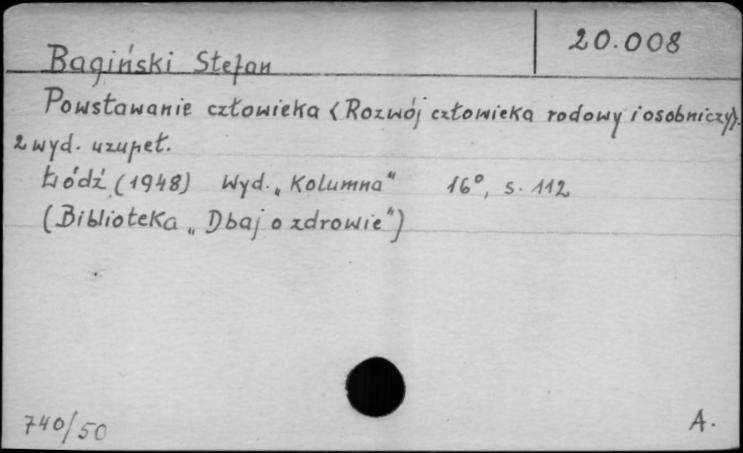 20.008
Bagiński Stefan
Powstawanie człowieka <Rozwój człowieka rodowy i osobniczy>.
2 wyd. uzupeł.
Łódź (1948) Wyd. „Kolumna" 16°, s. 112
(Biblioteka „Dbaj o zdrowie")
740/50
A.